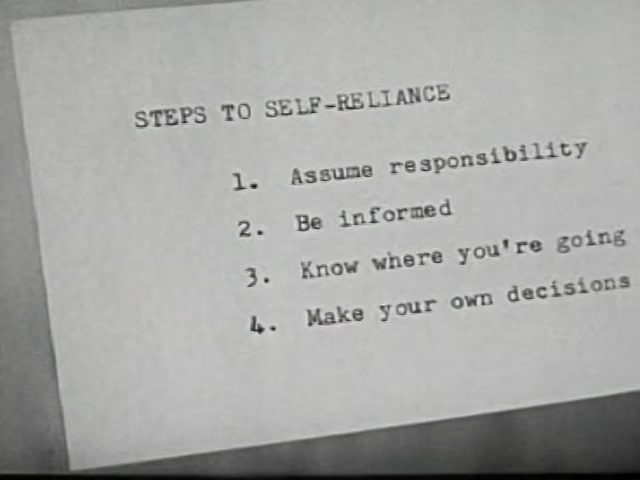 STEPS TO SELF-RELIANCE
1. Assume responsibility
2. Be informed
3. Know where you're going
4. Make your own decisions